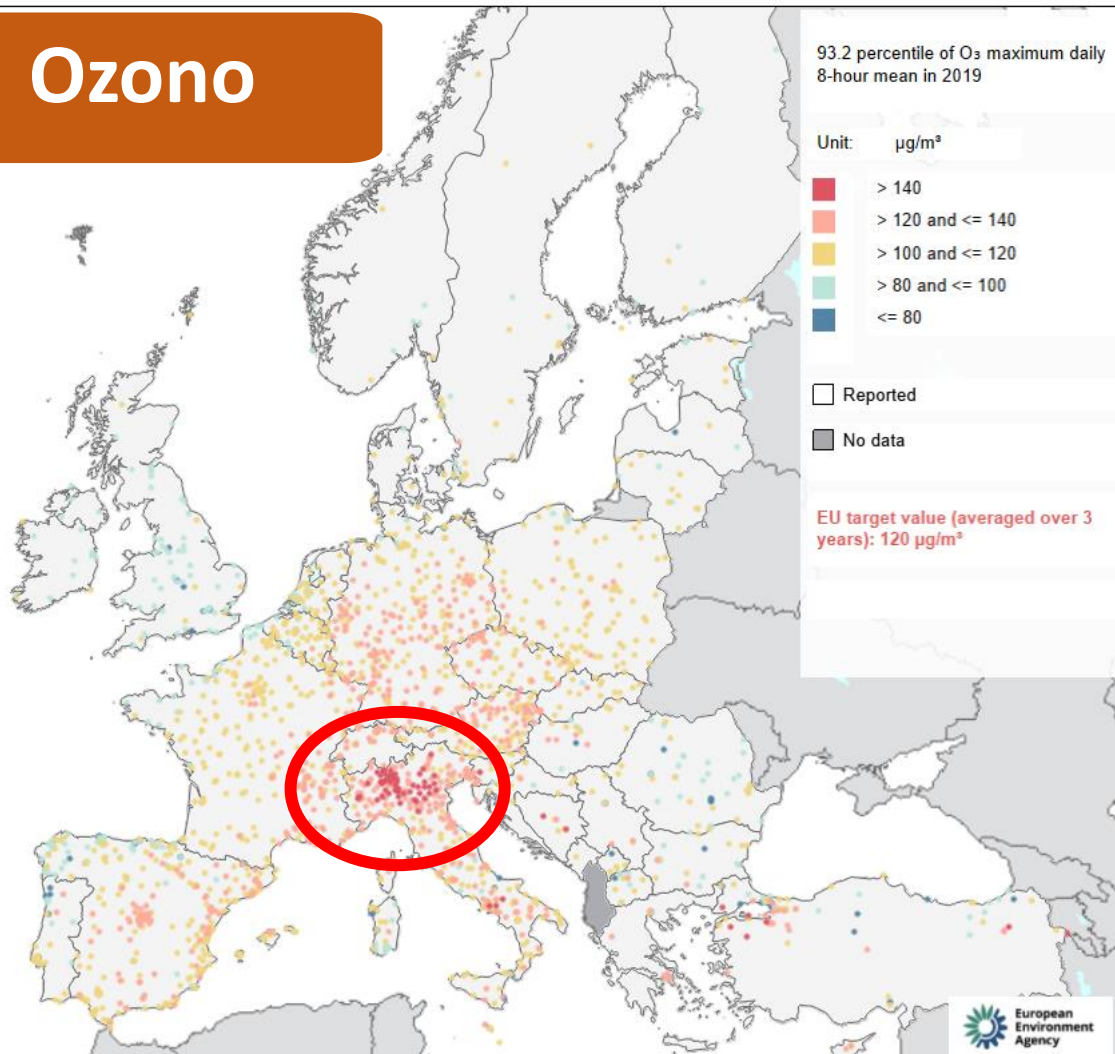 Ozono
93.2 percentile of O₃ maximum daily
8-hour mean in 2019
Unit: µg/m³
> 140
> 120 and <= 140
> 100 and <= 120
> 80 and <= 100
<= 80
Reported
No data
EU target value (averaged over 3
years): 120 µg/m³
European
Environment
Agency